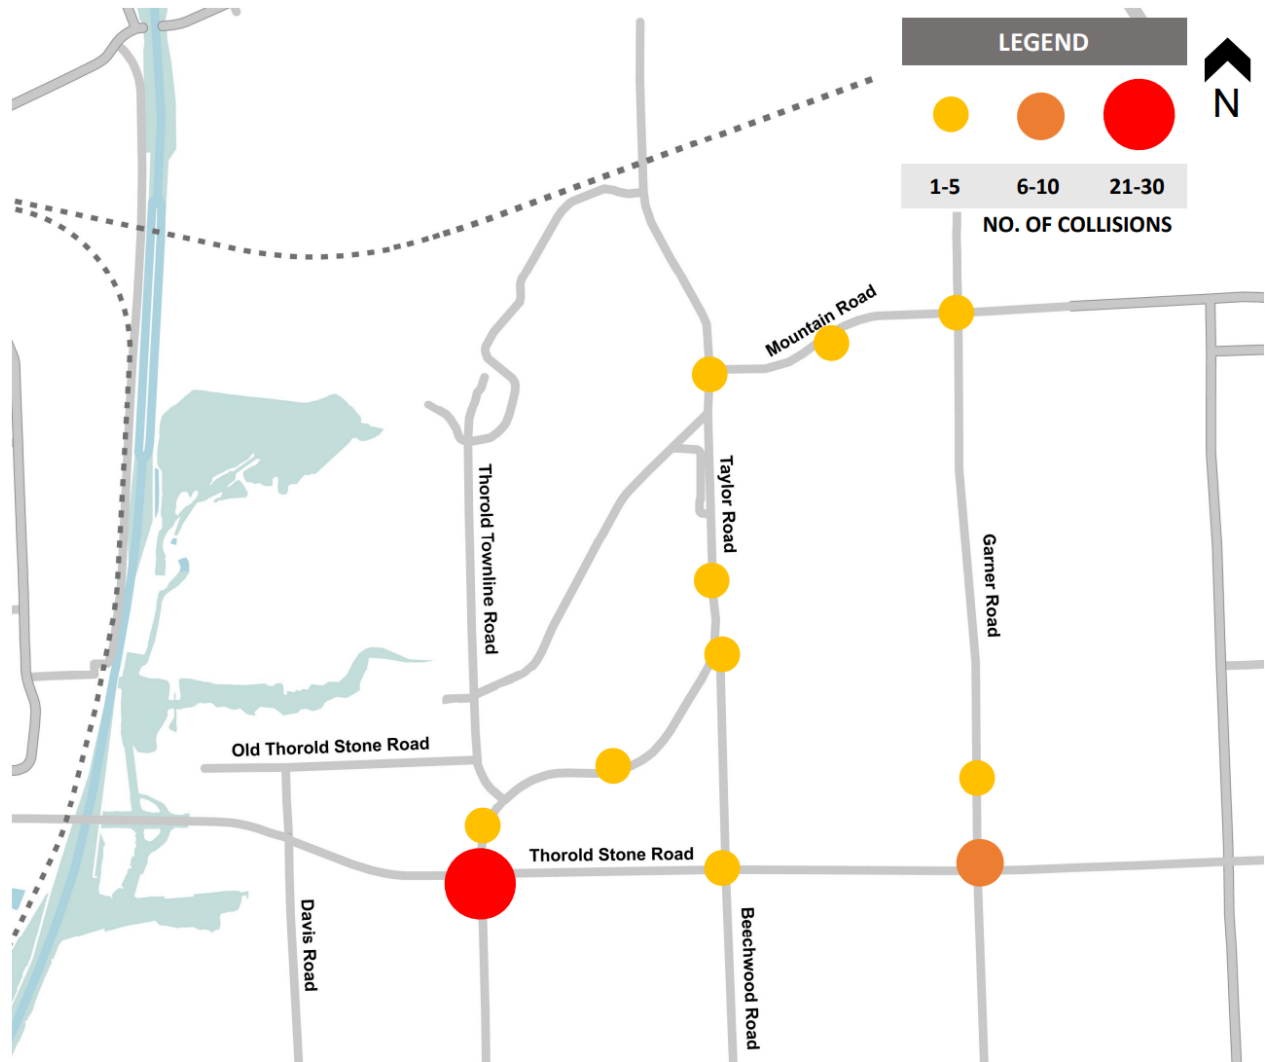 LEGEND
N
1-5 6-10 21-30
NO. OF COLLISIONS
Mountain Road
Taylor Road
Thorold Townline Road
Garner Road
Old Thorold Stone Road
Thorold Stone Road
Davis Road
Beechwood Road